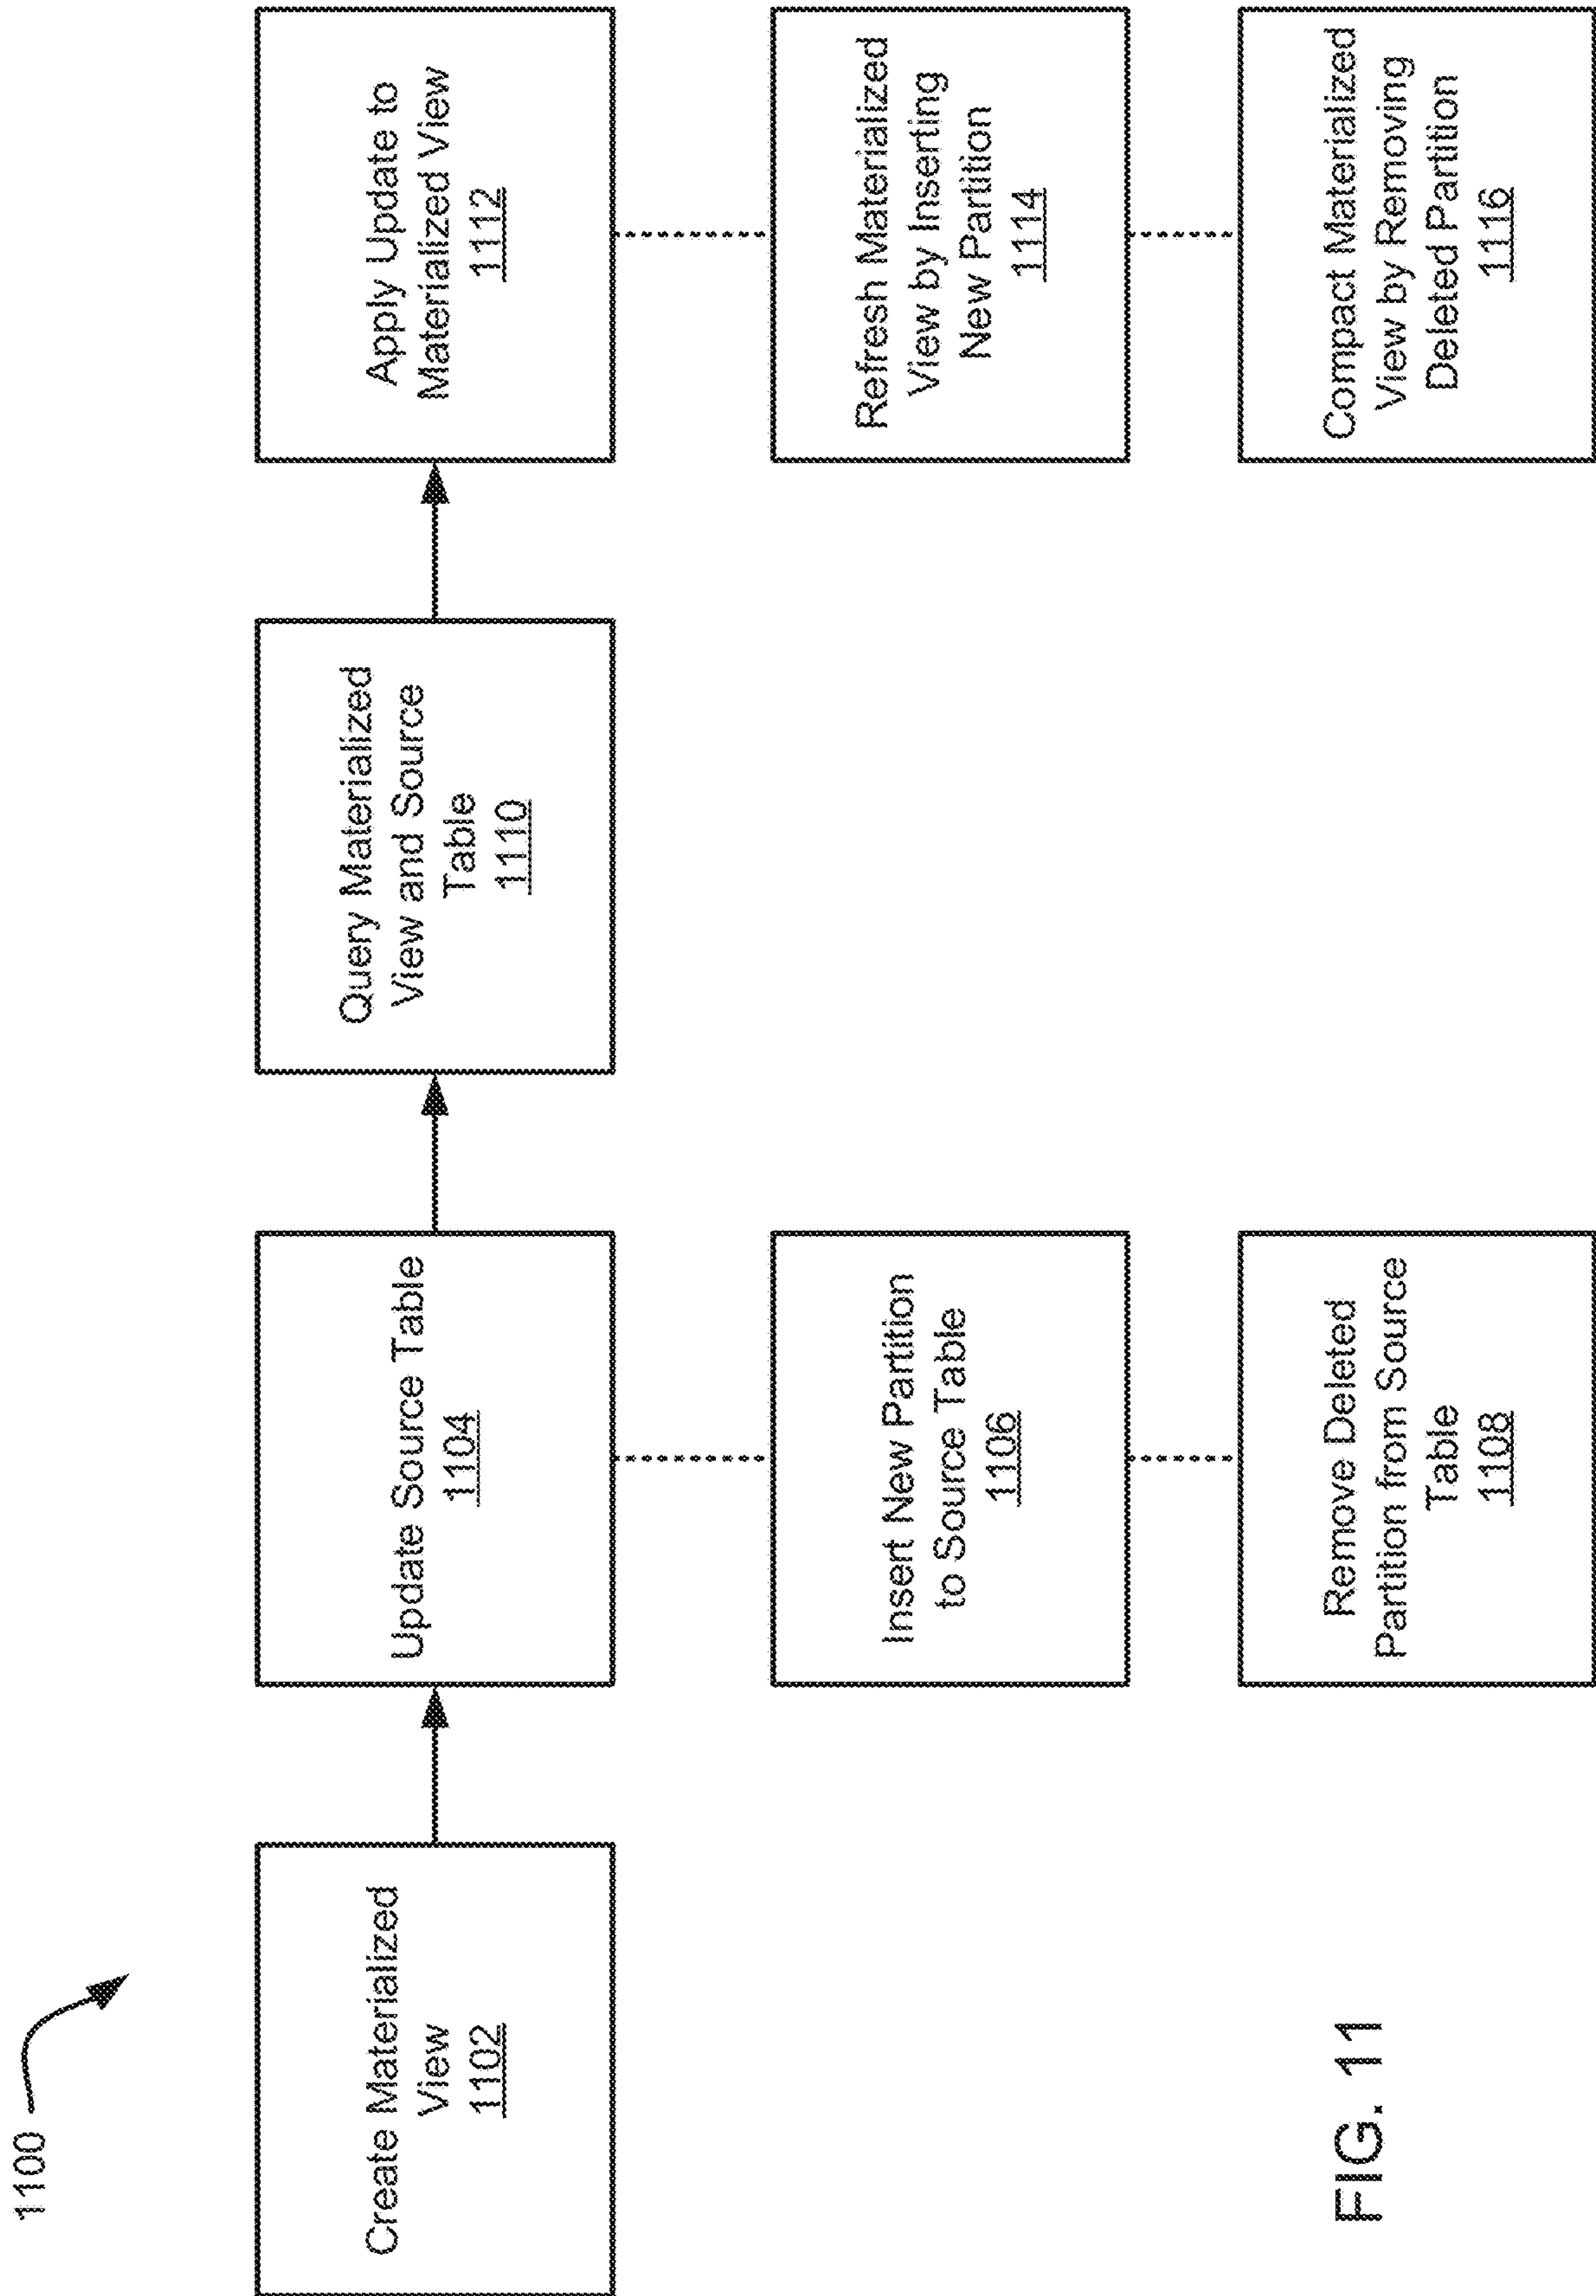 1100
Create Materialized
View
1102
Update Source Table
1104
Insert New Partition
to Source Table
1106
Remove Deleted
Partition from Source
Table
1108
Query Materialized
View and Source
Table
1110
Apply Update to
Materialized View
1112
Refresh Materialized
View by Inserting
New Partition
1114
Compact Materialized
View by Removing
Deleted Partition
1116
FIG. 11